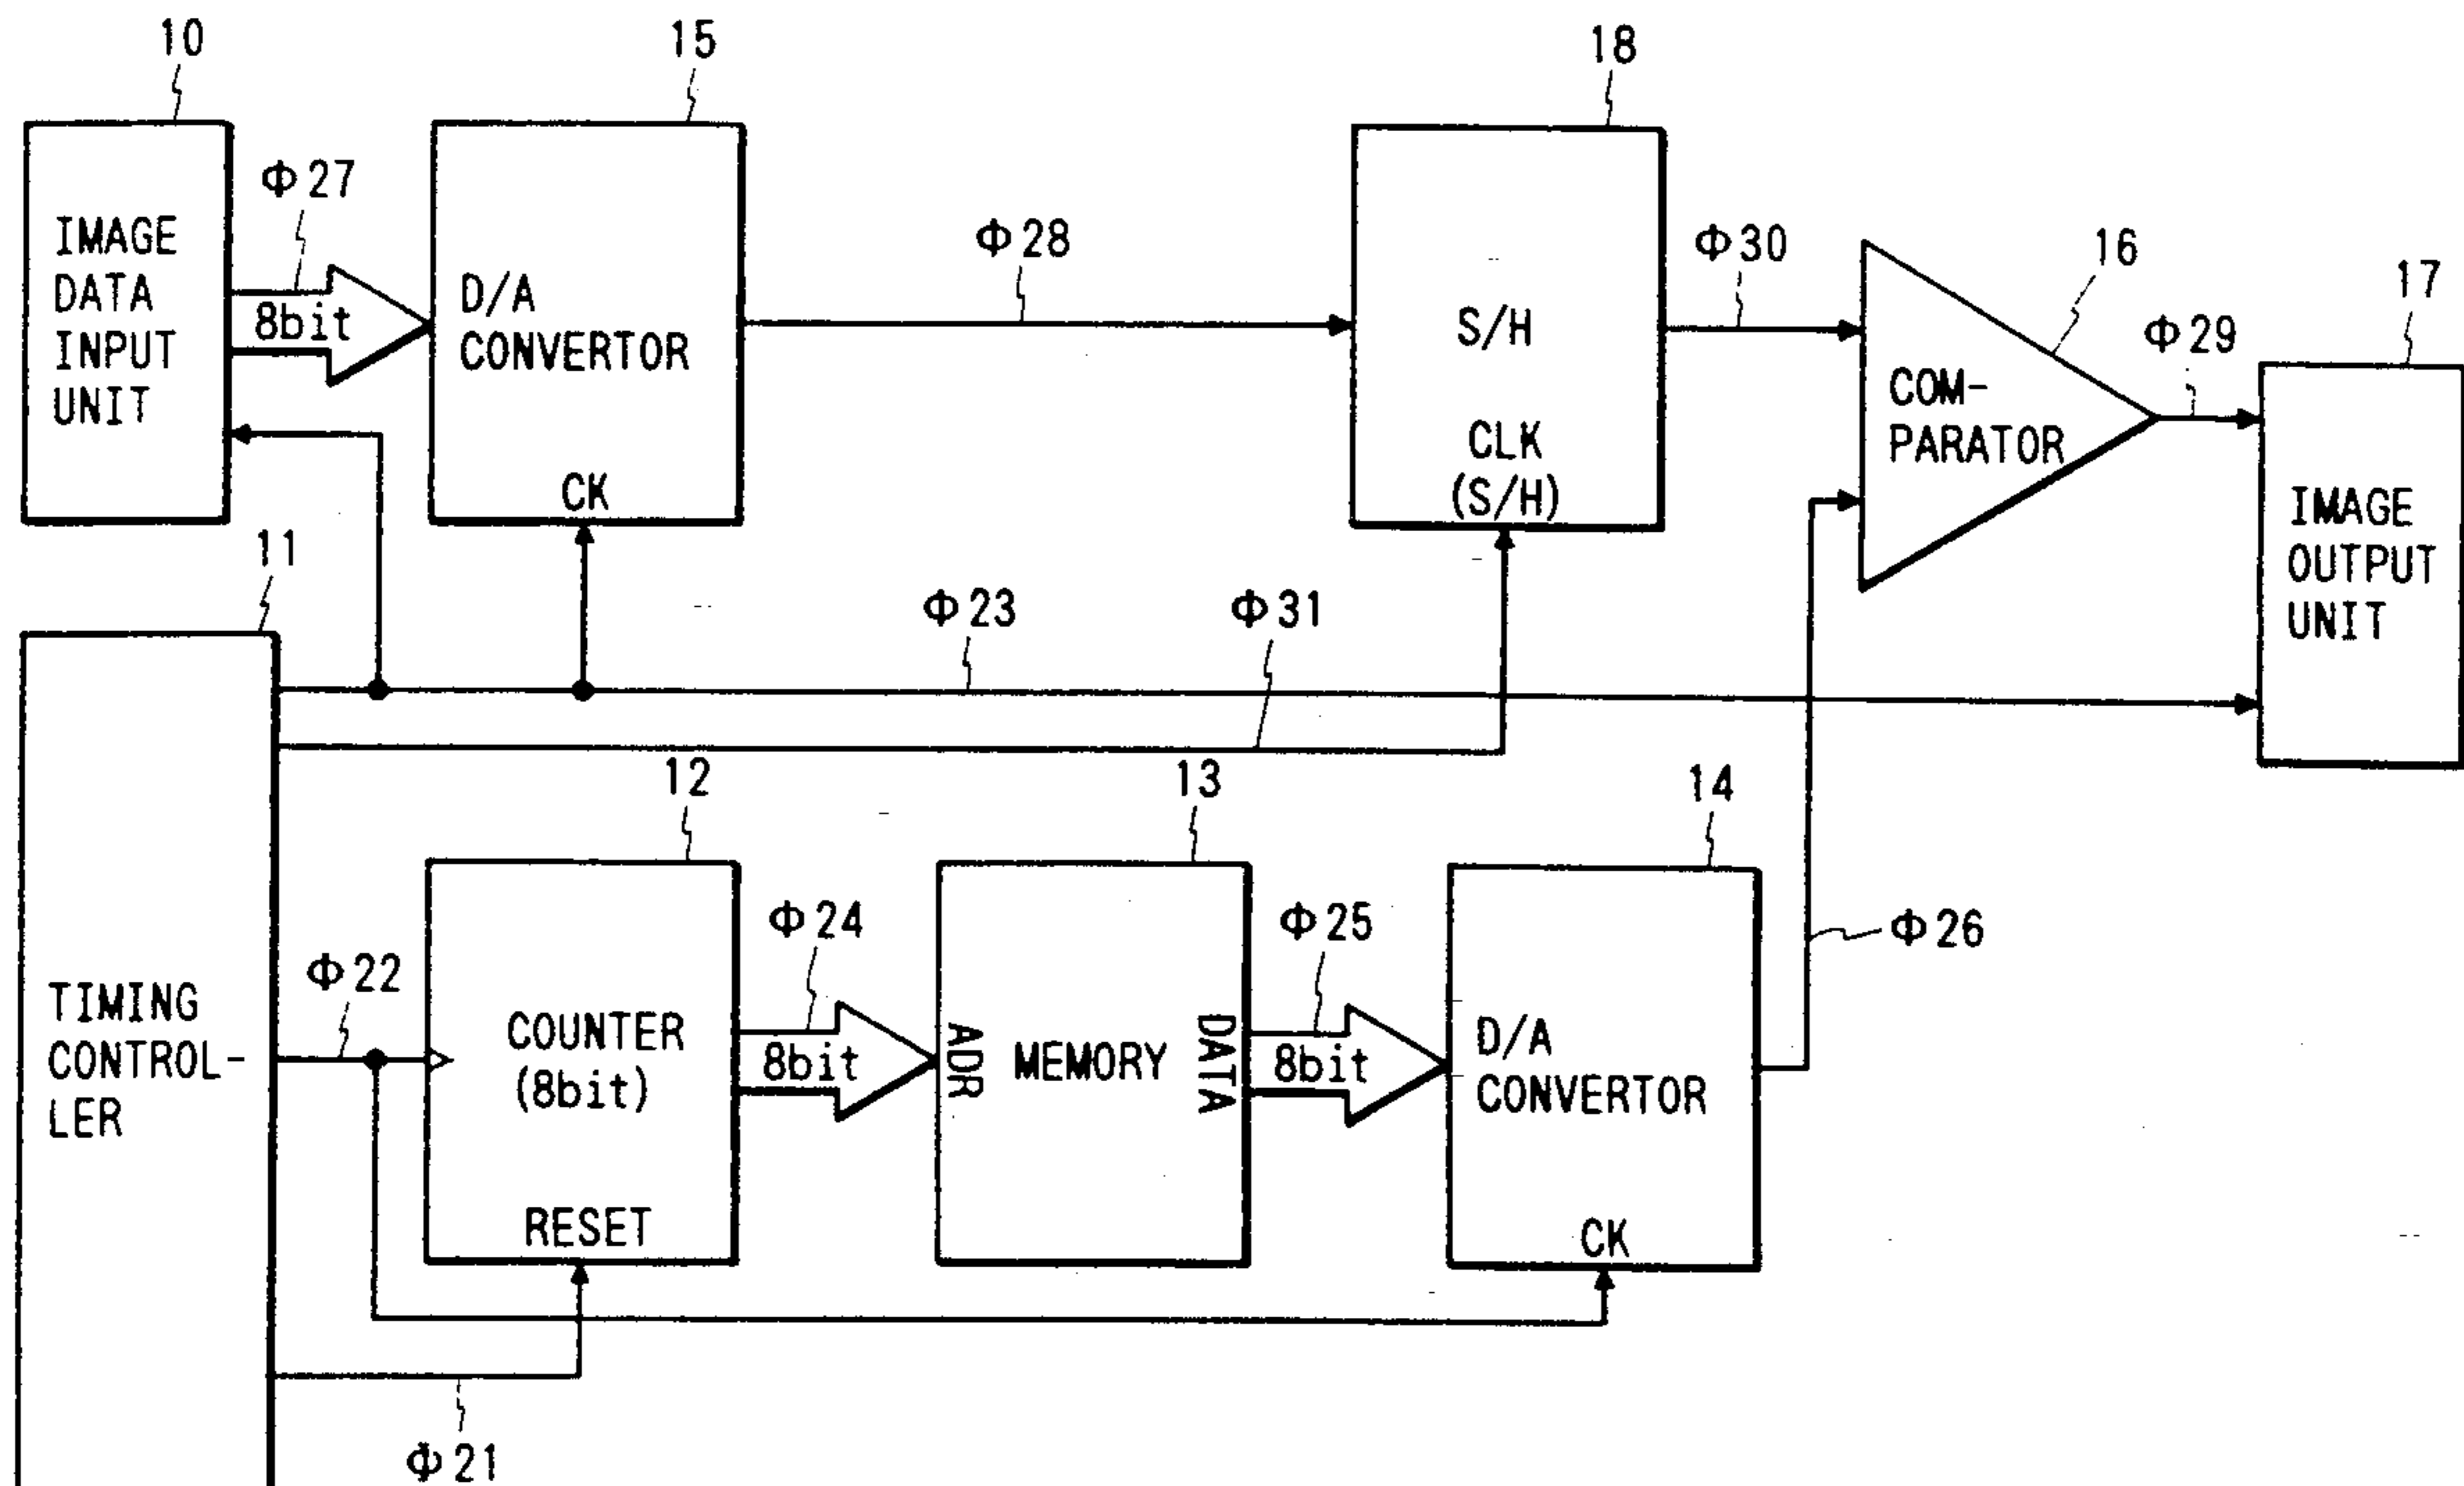 10
15
18
Φ27
IMAGE
DATA
INPUT
UNIT
8bit
D/A
CONVERTOR
CK
Φ28
S/H
CLK
(S/H)
Φ30
16
COM-
PARATOR
Φ29
17
IMAGE
OUTPUT
UNIT
11
Φ23
Φ31
12
13
14
TIMING
CONTROL-
LER
Φ22
COUNTER
(8bit)
RESET
Φ24
8bit
ADR
MEMORY
DATA
Φ25
8bit
D/A
CONVERTOR
CK
Φ26
Φ21